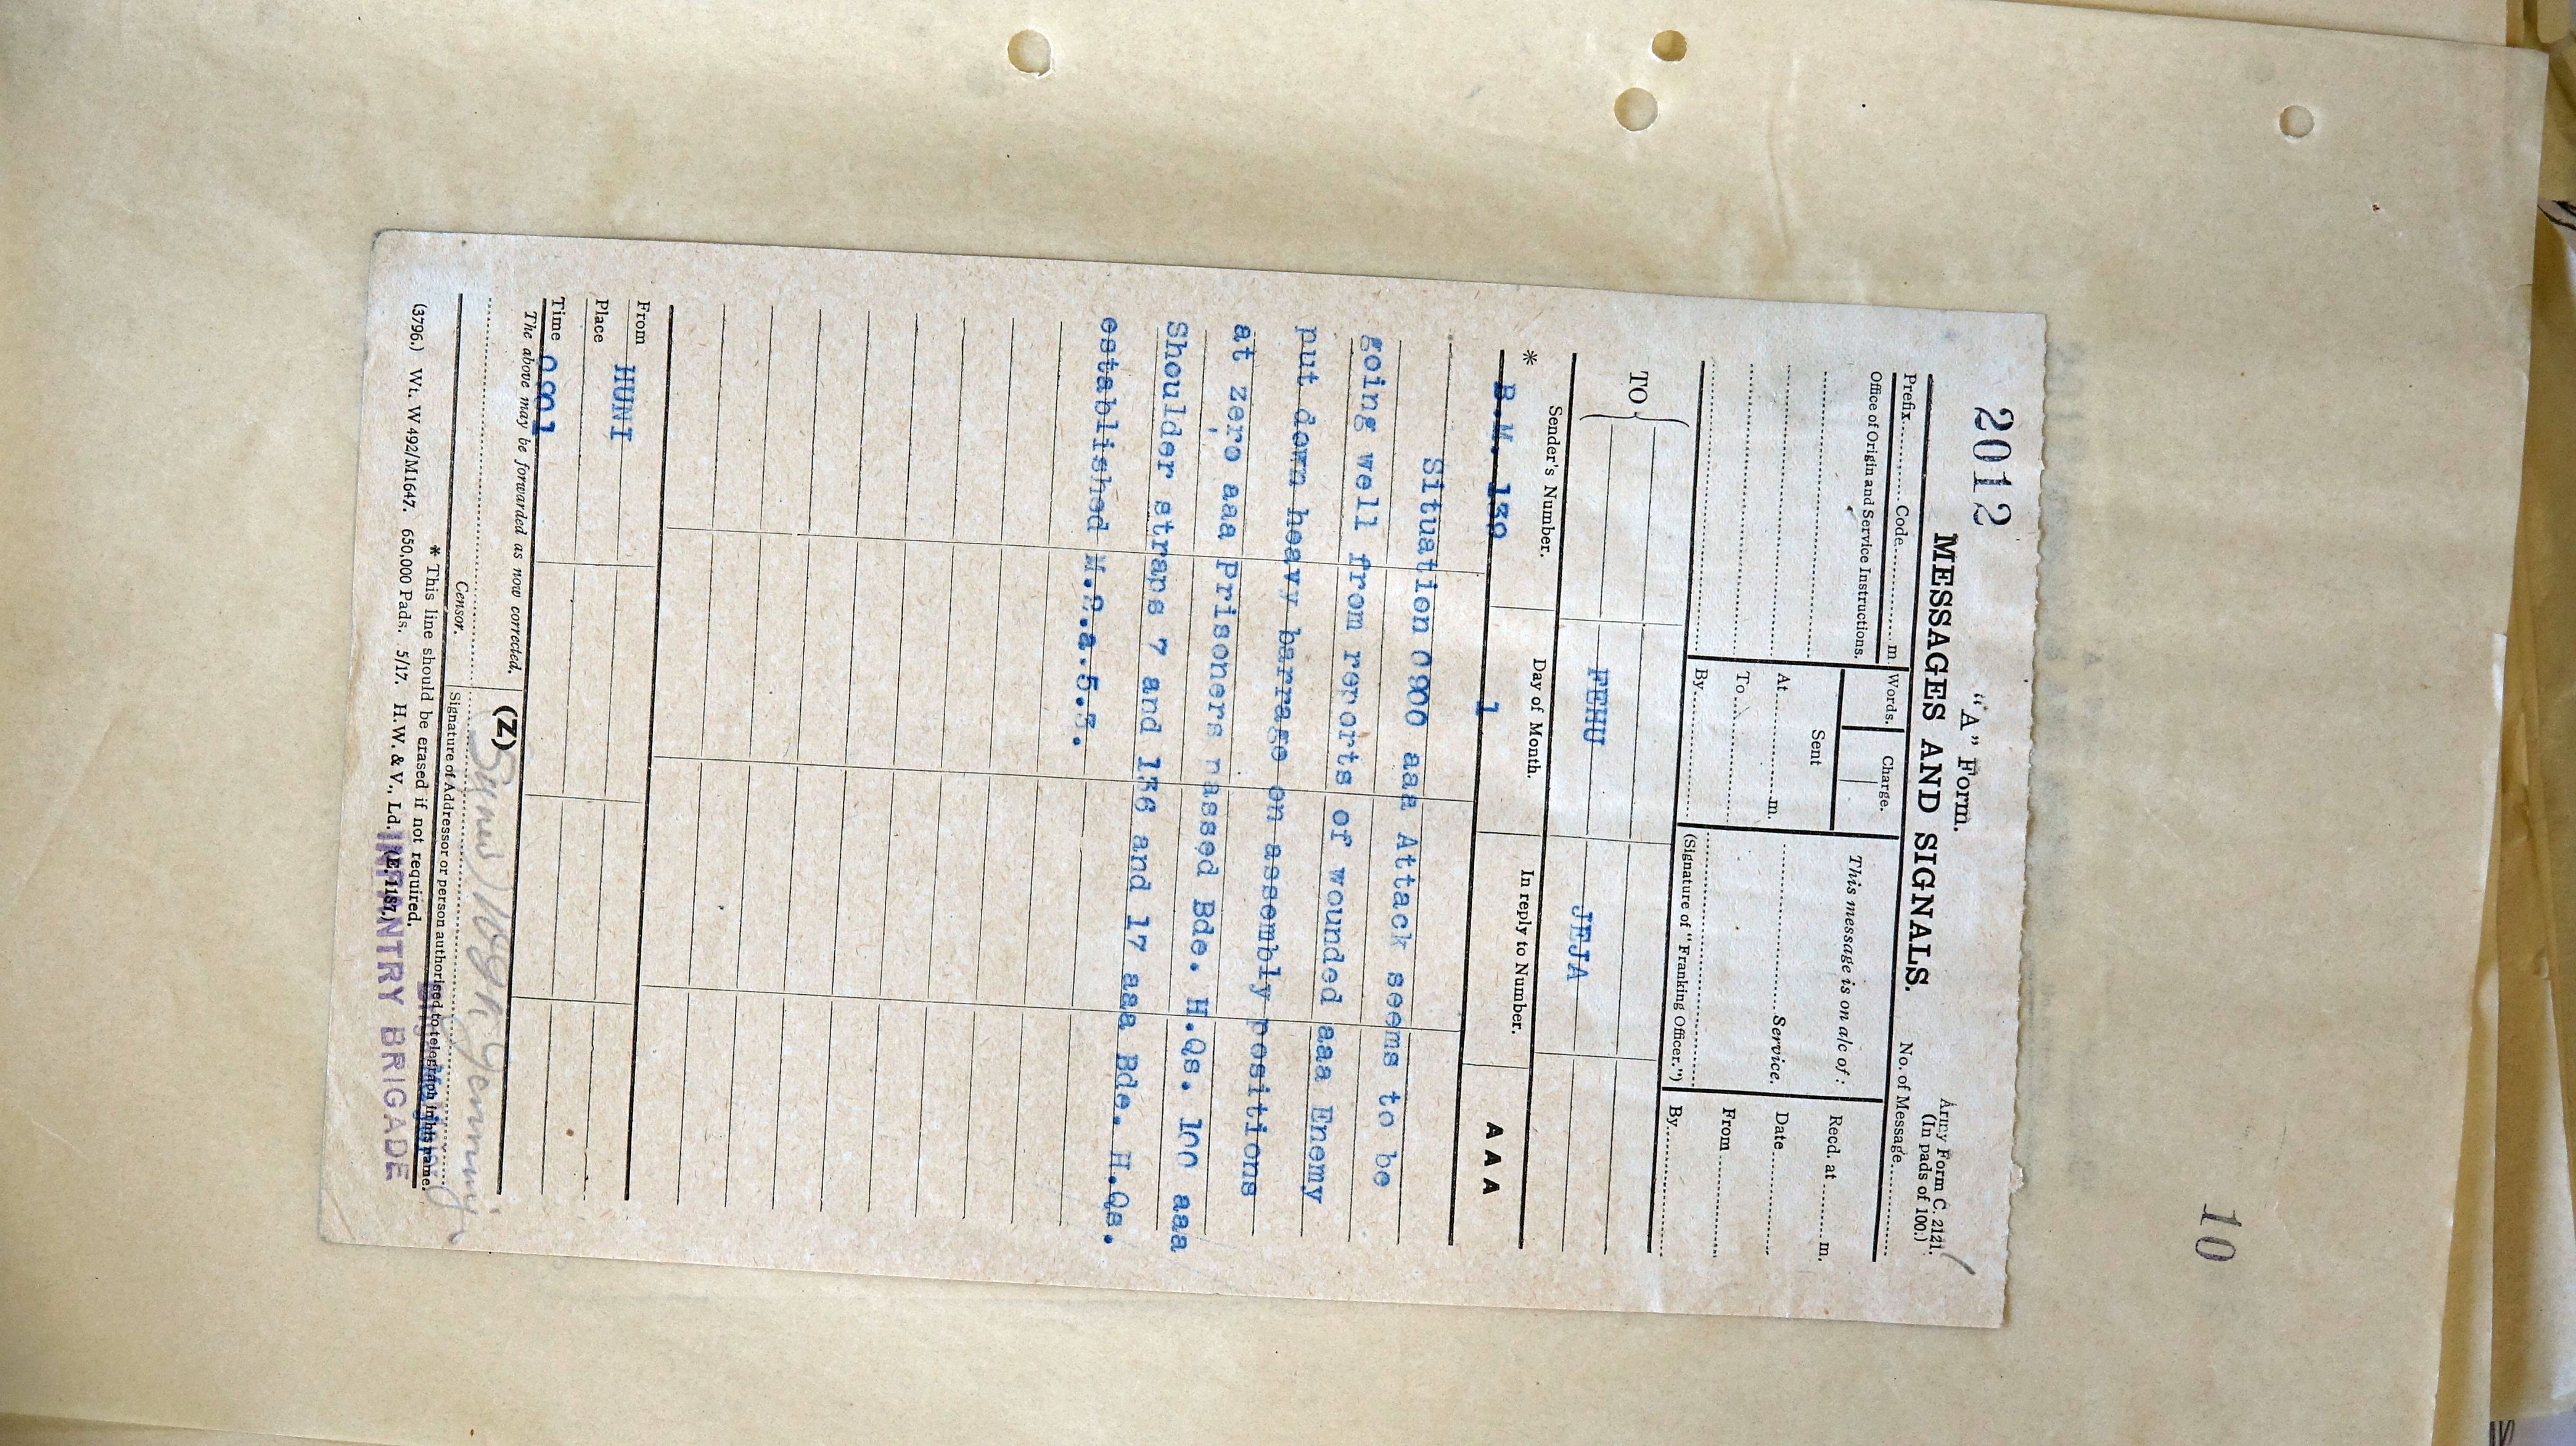 10
2012
"A" Form.
Army Form C. 2121.
MESSAGES AND SIGNALS.
(In pads of 100.)
No. of Message
Prefix Code m
Words.
Charge.
Office of Origin and Service Instructions.
This message is on a/c of :
Recd. at m.
Sent
At m.
Service.
Date
To
From
By
(Signature of "Franking Officer.")
By
TO
FEHU JEJA
* Sender's Number.
Day of Month.
In reply to Number.
B.M. 130 1 AAA
Situation 0900 aaa Attack seems to be
going well from reports of wounded aaa Enemy
put down heavy barrage on assembly positions
at zero aaa Prisoners passed Bde. H.Qs. 100 aaa
Shoulder straps 7 and 136 and 17 aaa Bde. H.Qs.
established M.2.a.5.3.
From HUNI
Place
Time 0901
The above may be forwarded as now corrected.
(Z)
Censor.
Signature of Addressor or person authorised to telegraph in his name.
* This line should be erased if not required.
(3796.) Wt. W 492/M1647. 650,000 Pads. 5/17. H.W. & V., Ld. (E. 1187.)
INFANTRY BRIGADE